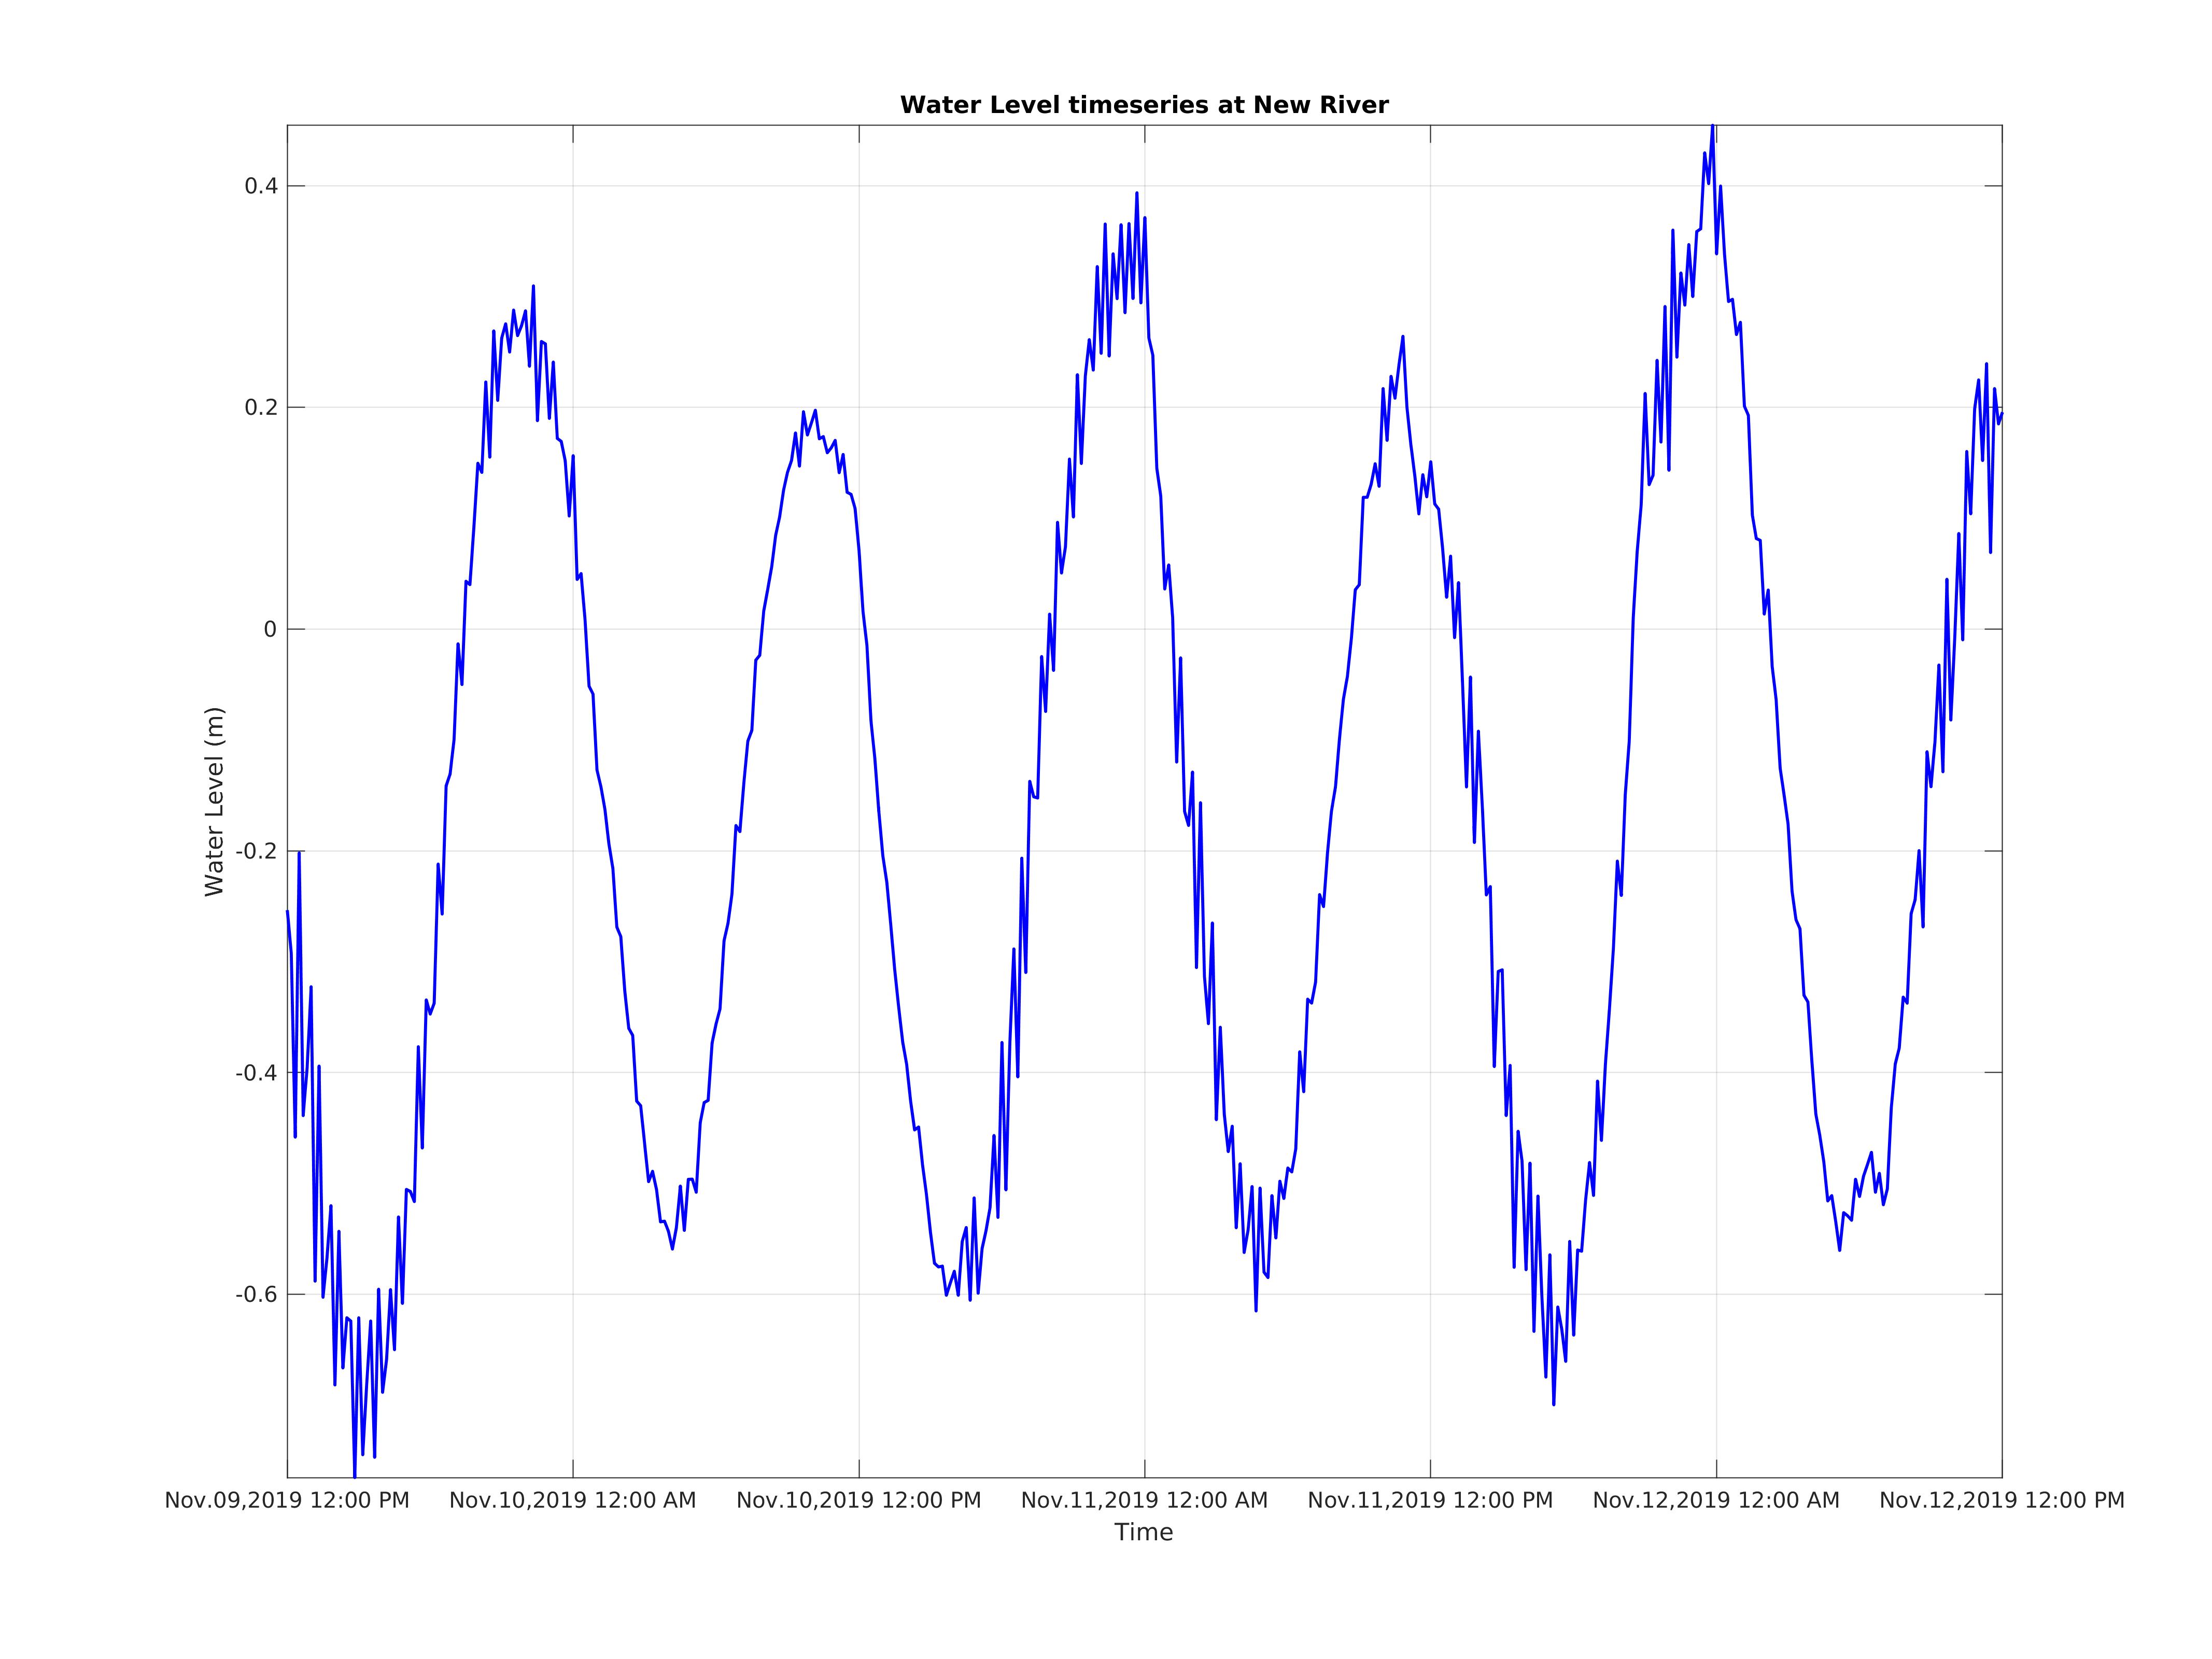 Water Level timeseries at New River
0.4
0.2
0
-0.2
-0.4
-0.6
Water Level (m)
Nov.09,2019 12:00 PM
Nov.10,2019 12:00 AM
Nov.10,2019 12:00 PM
Nov.11,2019 12:00 AM
Nov.11,2019 12:00 PM
Nov.12,2019 12:00 AM
Nov.12,2019 12:00 PM
Time